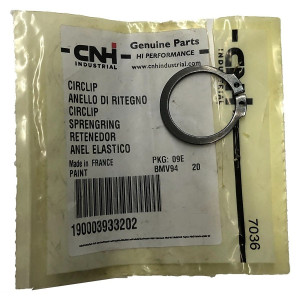 CNH
INDUSTRIAL
Genuine Parts
HI PERFORMANCE
www.cnhindustrial.com
CIRCLIP
ANELLO DI RITEGNO
CIRCLIP
SPRENGRING
RETENEDOR
ANEL ELASTICO
Made in FRANCE
PKG: 09E
PAINT
BMV94 20
190003933202
7036